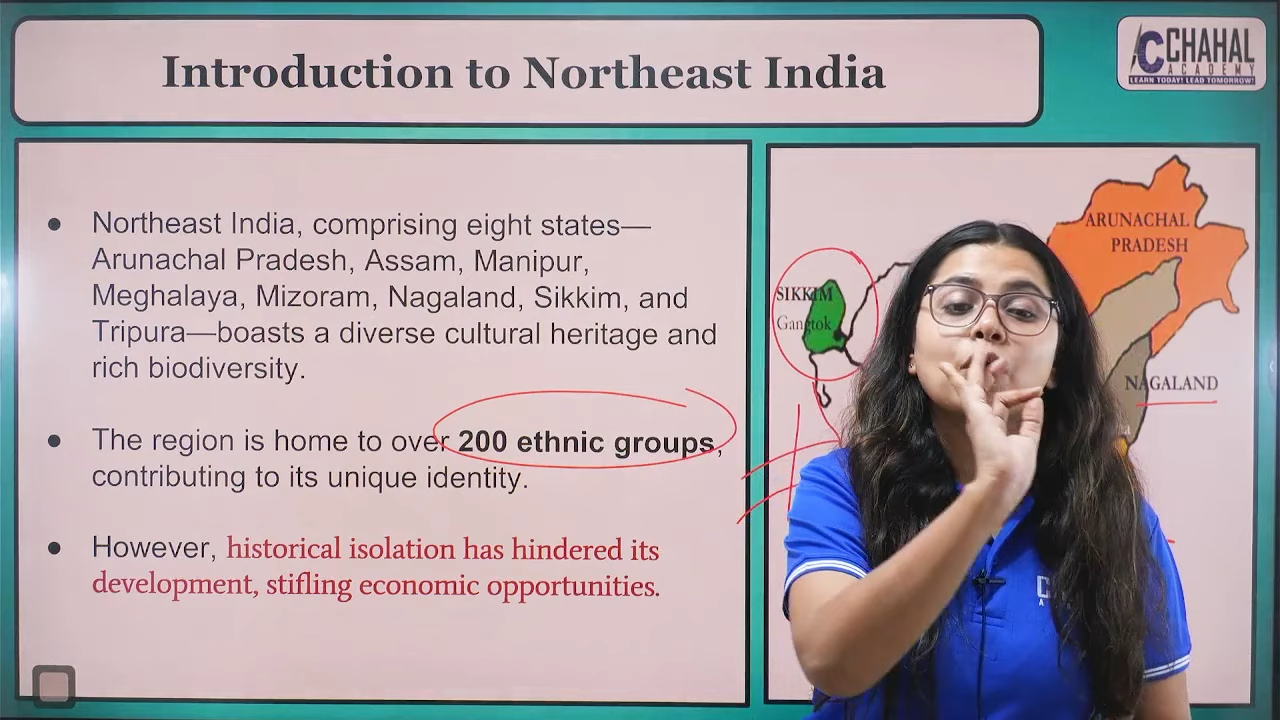 Introduction to Northeast India
CHAHAL
ACADEMY
LEARN TODAY! LEAD TOMORROW!
● Northeast India, comprising eight states—
Arunachal Pradesh, Assam, Manipur,
Meghalaya, Mizoram, Nagaland, Sikkim, and
Tripura—boasts a diverse cultural heritage and
rich biodiversity.
● The region is home to over 200 ethnic groups,
contributing to its unique identity.
● However, historical isolation has hindered its
development, stifling economic opportunities.
ARUNACHAL
PRADESH
SIKKIM
Gangtok
NAGALAND